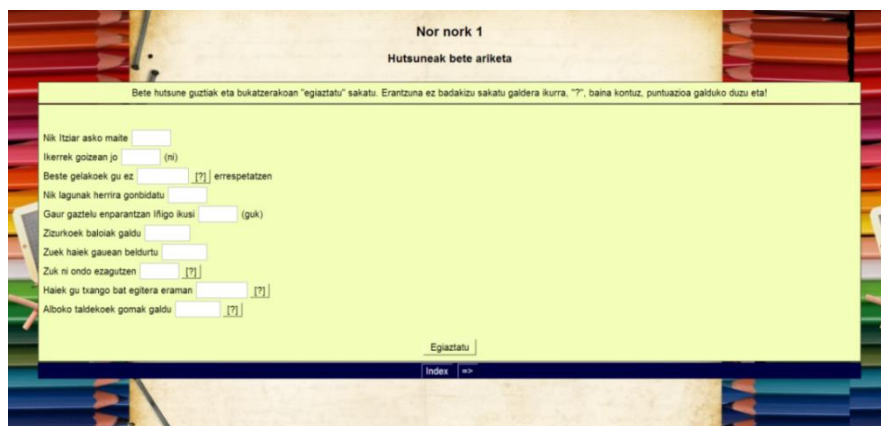 Nor nork 1
Hutsuneak bete ariketa
Bete hutsune guztiak eta bukatzerakoan "egiaztatu" sakatu. Erantzuna ez badakizu sakatu galdera ikurra, "?", baina kontuz, puntuazioa galduko duzu eta!
Nik Itziar asko maite
Ikerrek goizean jo (ni)
Beste gelakoek gu ez [?] errespetatzen
Nik lagunak herrira gonbidatu
Gaur gaztelu enparantzan Iñigo ikusi (guk)
Zizurkoek baloiak galdu
Zuek haiek gauean beldurtu
Zuk ni ondo ezagutzen [?]
Haiek gu txango bat egitera eraman [?]
Alboko taldekoek gomak galdu [?]
Egiaztatu
Index =>